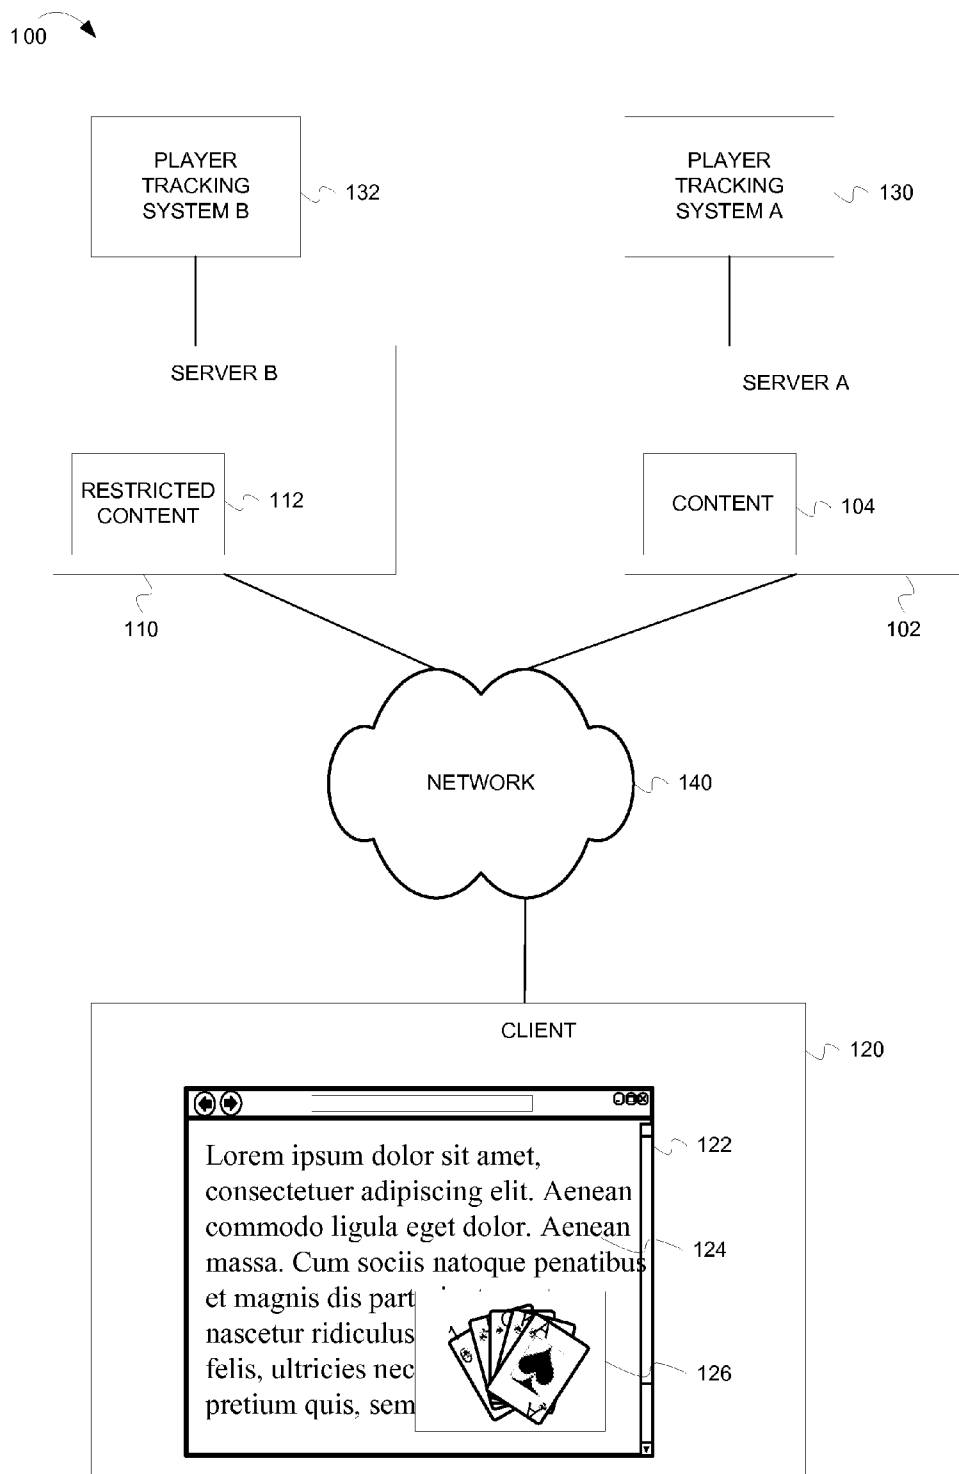 100
PLAYER
TRACKING
SYSTEM B
132
PLAYER
TRACKING
SYSTEM A
130
SERVER B
SERVER A
RESTRICTED
CONTENT
112
CONTENT
104
110
102
NETWORK
140
CLIENT
120
Lorem ipsum dolor sit amet,
consectetuer adipiscing elit. Aenean
commodo ligula eget dolor. Aenean
massa. Cum sociis natoque penatibus
et magnis dis part
nascetur ridiculus
felis, ultricies nec
pretium quis, sem
122
124
126
A
A